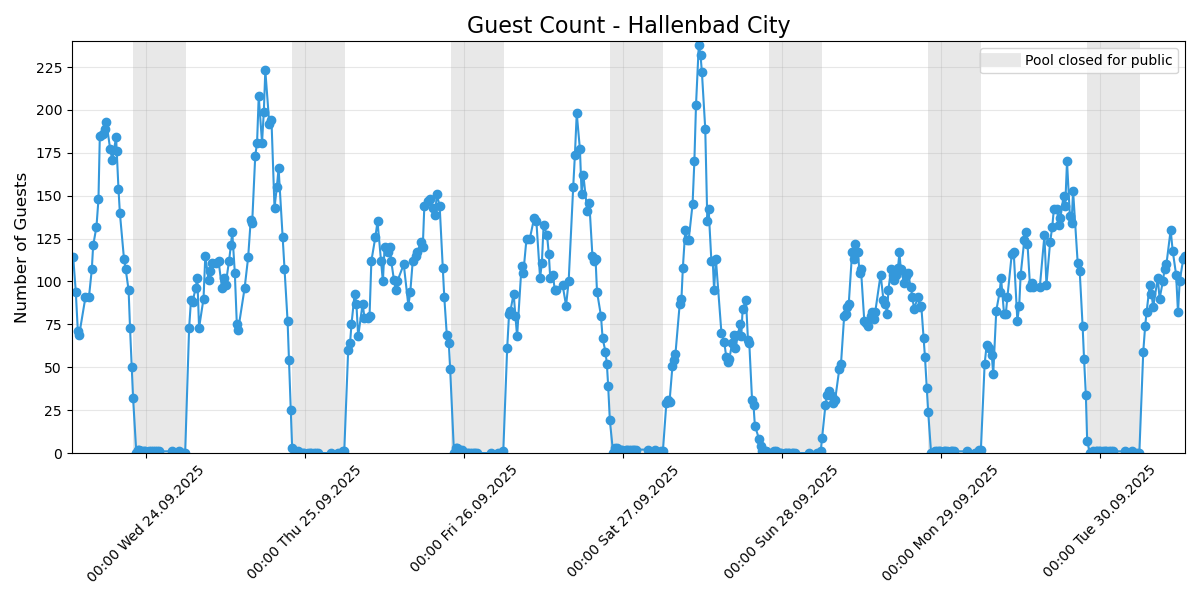 Guest Count - Hallenbad City
Pool closed for public
Number of Guests
225
200
175
150
125
100
75
50
25
0
00:00 Wed 24.09.2025
00:00 Thu 25.09.2025
00:00 Fri 26.09.2025
00:00 Sat 27.09.2025
00:00 Sun 28.09.2025
00:00 Mon 29.09.2025
00:00 Tue 30.09.2025